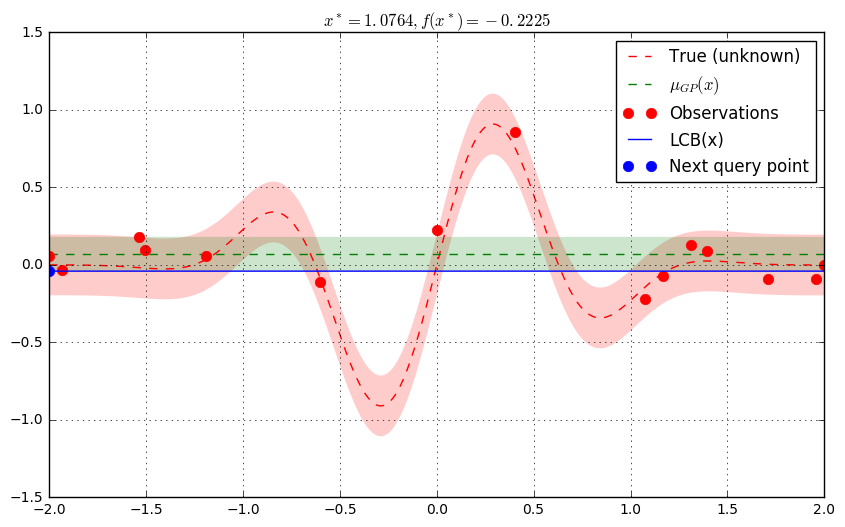 x* = 1.0764, f(x*) = −0.2225
1.5
1.0
0.5
0.0
−0.5
−1.0
−1.5
−2.0 −1.5 −1.0 −0.5 0.0 0.5 1.0 1.5 2.0
True (unknown)
μGP(x)
Observations
LCB(x)
Next query point